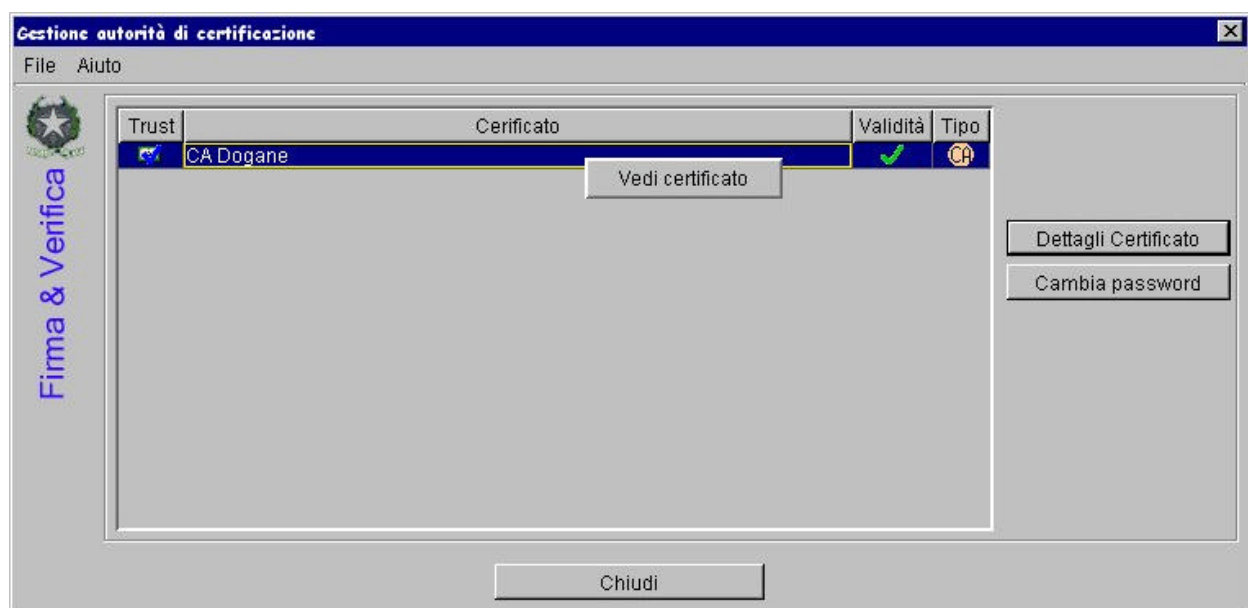 Gestione autorità di certificazione
File Aiuto
Trust Cerificato Validità Tipo
CA Dogane CA
Vedi certificato
Firma & Verifica
Dettagli Certificato
Cambia password
Chiudi